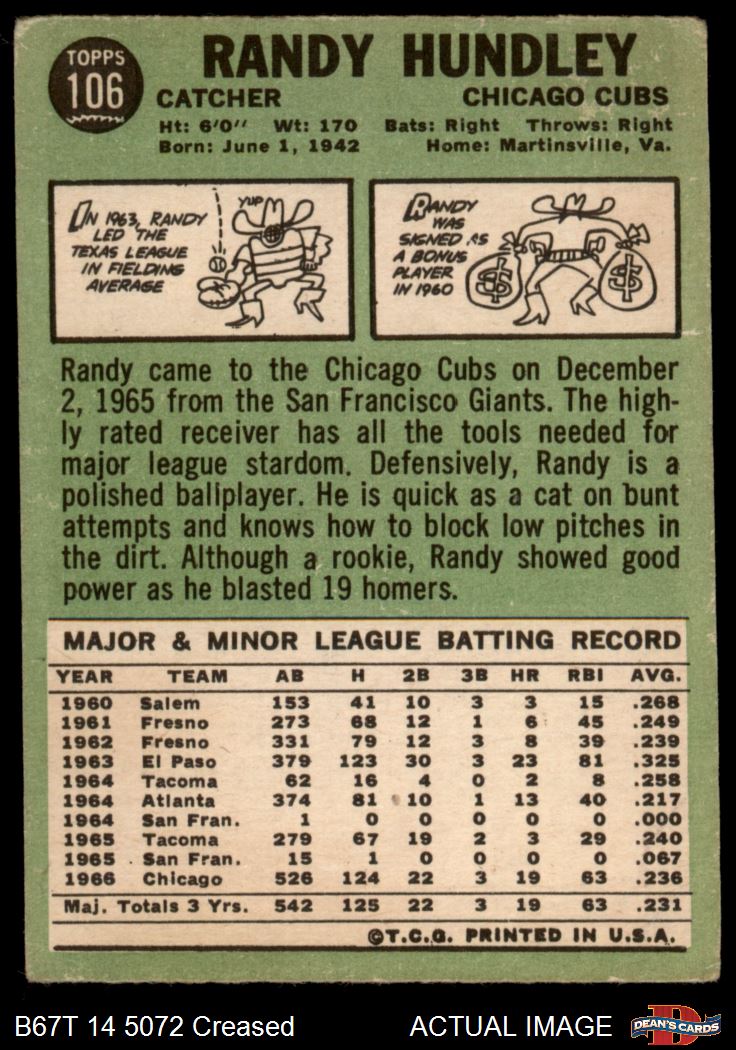 TOPPS
106
RANDY HUNDLEY
CATCHER CHICAGO CUBS
Ht: 6'0" Wt: 170 Bats: Right Throws: Right
Born: June 1, 1942 Home: Martinsville, Va.
IN 1963, RANDY
LED THE
TEXAS LEAGUE
IN FIELDING
AVERAGE
YUP
RANDY
WAS
SIGNED AS
A BONUS
PLAYER
IN 1960
$ $
Randy came to the Chicago Cubs on December
2, 1965 from the San Francisco Giants. The high-
ly rated receiver has all the tools needed for
major league stardom. Defensively, Randy is a
polished ballplayer. He is quick as a cat on bunt
attempts and knows how to block low pitches in
the dirt. Although a rookie, Randy showed good
power as he blasted 19 homers.
MAJOR & MINOR LEAGUE BATTING RECORD
YEAR TEAM AB H 2B 3B HR RBI AVG.
1960 Salem 153 41 10 3 3 15 .268
1961 Fresno 273 68 12 1 6 45 .249
1962 Fresno 331 79 12 3 8 39 .239
1963 El Paso 379 123 30 3 23 81 .325
1964 Tacoma 62 16 4 0 2 8 .258
1964 Atlanta 374 81 10 1 13 40 .217
1964 San Fran. 1 0 0 0 0 0 .000
1965 Tacoma 279 67 19 2 3 29 .240
1965 San Fran. 15 1 0 0 0 0 .067
1966 Chicago 526 124 22 3 19 63 .236
Maj. Totals 3 Yrs. 542 125 22 3 19 63 .231
©T.C.G. PRINTED IN U.S.A.
B67T 14 5072 Creased ACTUAL IMAGE
DEAN'S CARDS